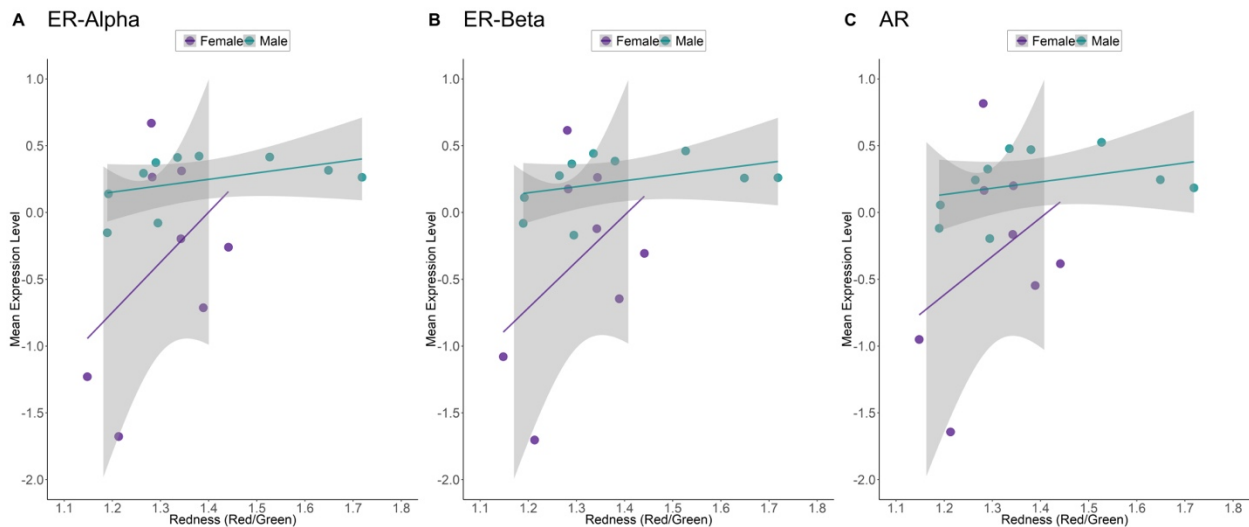 A ER-Alpha
Female Male
Mean Expression Level
1.0
0.5
0.0
-0.5
-1.0
-1.5
-2.0
1.1 1.2 1.3 1.4 1.5 1.6 1.7 1.8
Redness (Red/Green)
B ER-Beta
Female Male
Mean Expression Level
1.0
0.5
0.0
-0.5
-1.0
-1.5
-2.0
1.1 1.2 1.3 1.4 1.5 1.6 1.7 1.8
Redness (Red/Green)
C AR
Female Male
Mean Expression Level
1.0
0.5
0.0
-0.5
-1.0
-1.5
-2.0
1.1 1.2 1.3 1.4 1.5 1.6 1.7 1.8
Redness (Red/Green)